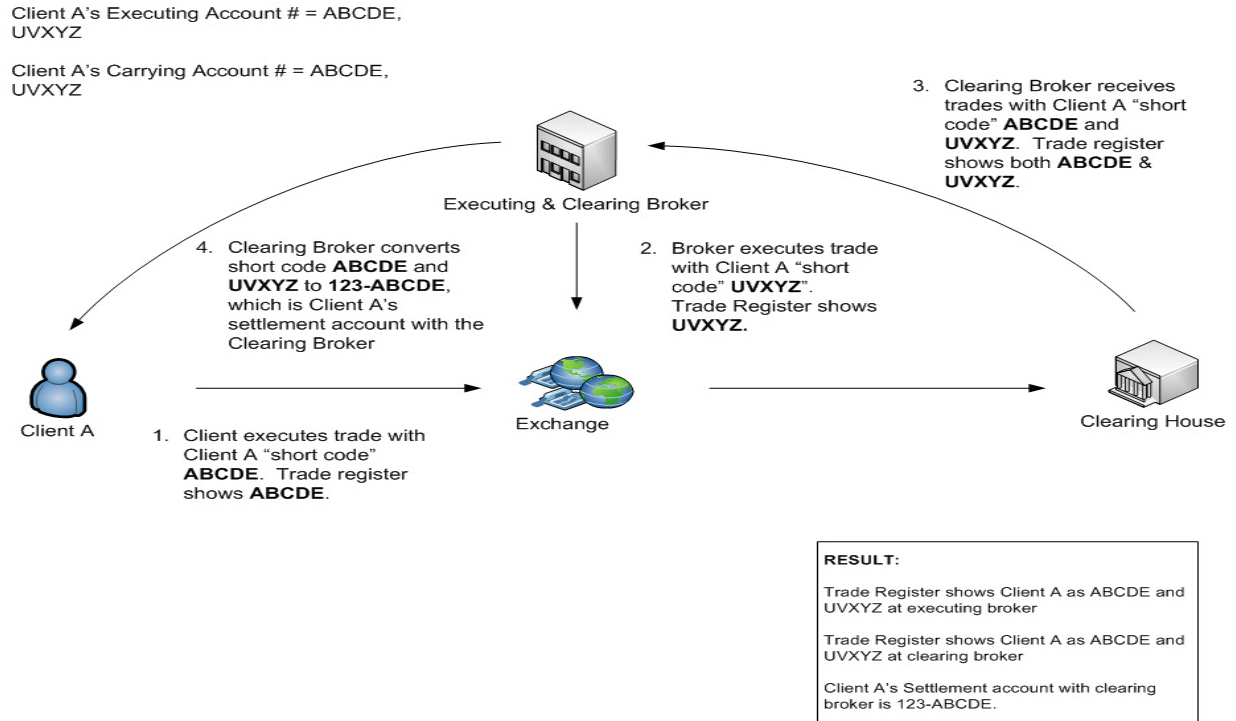 Client A's Executing Account # = ABCDE,
UVXYZ
Client A's Carrying Account # = ABCDE,
UVXYZ
3. Clearing Broker receives
trades with Client A “short
code” ABCDE and
UVXYZ. Trade register
shows both ABCDE &
UVXYZ.
Executing & Clearing Broker
4. Clearing Broker converts
short code ABCDE and
UVXYZ to 123-ABCDE,
which is Client A's
settlement account with the
Clearing Broker
2. Broker executes trade
with Client A “short
code” UVXYZ”.
Trade Register shows
UVXYZ.
Client A
Exchange
Clearing House
1. Client executes trade with
Client A “short code”
ABCDE. Trade register
shows ABCDE.
RESULT:
Trade Register shows Client A as ABCDE and
UVXYZ at executing broker
Trade Register shows Client A as ABCDE and
UVXYZ at clearing broker
Client A's Settlement account with clearing
broker is 123-ABCDE.